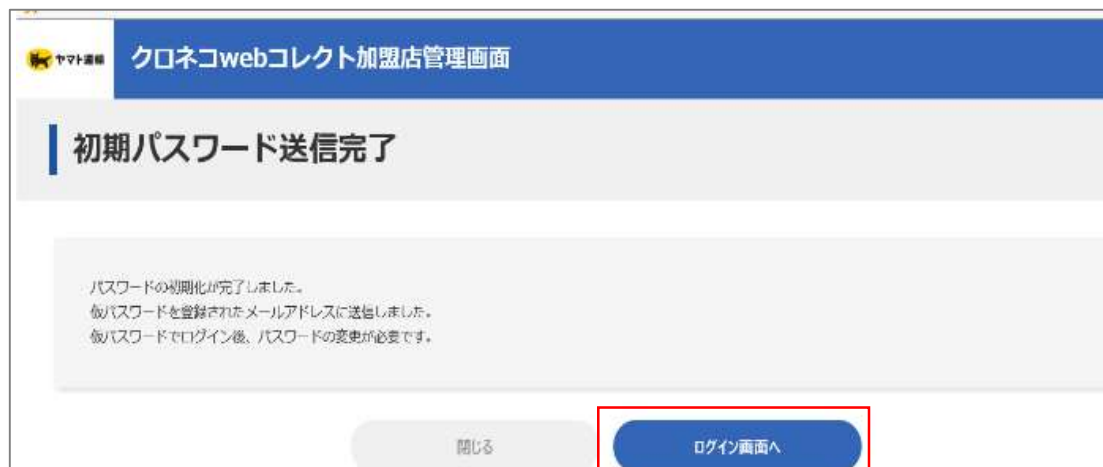 ヤマト運輸
クロネコwebコレクト加盟店管理画面
初期パスワード送信完了
パスワードの初期化が完了しました。
仮パスワードを登録されたメールアドレスに送信しました。
仮パスワードでログイン後、パスワードの変更が必要です。
閉じる
ログイン画面へ